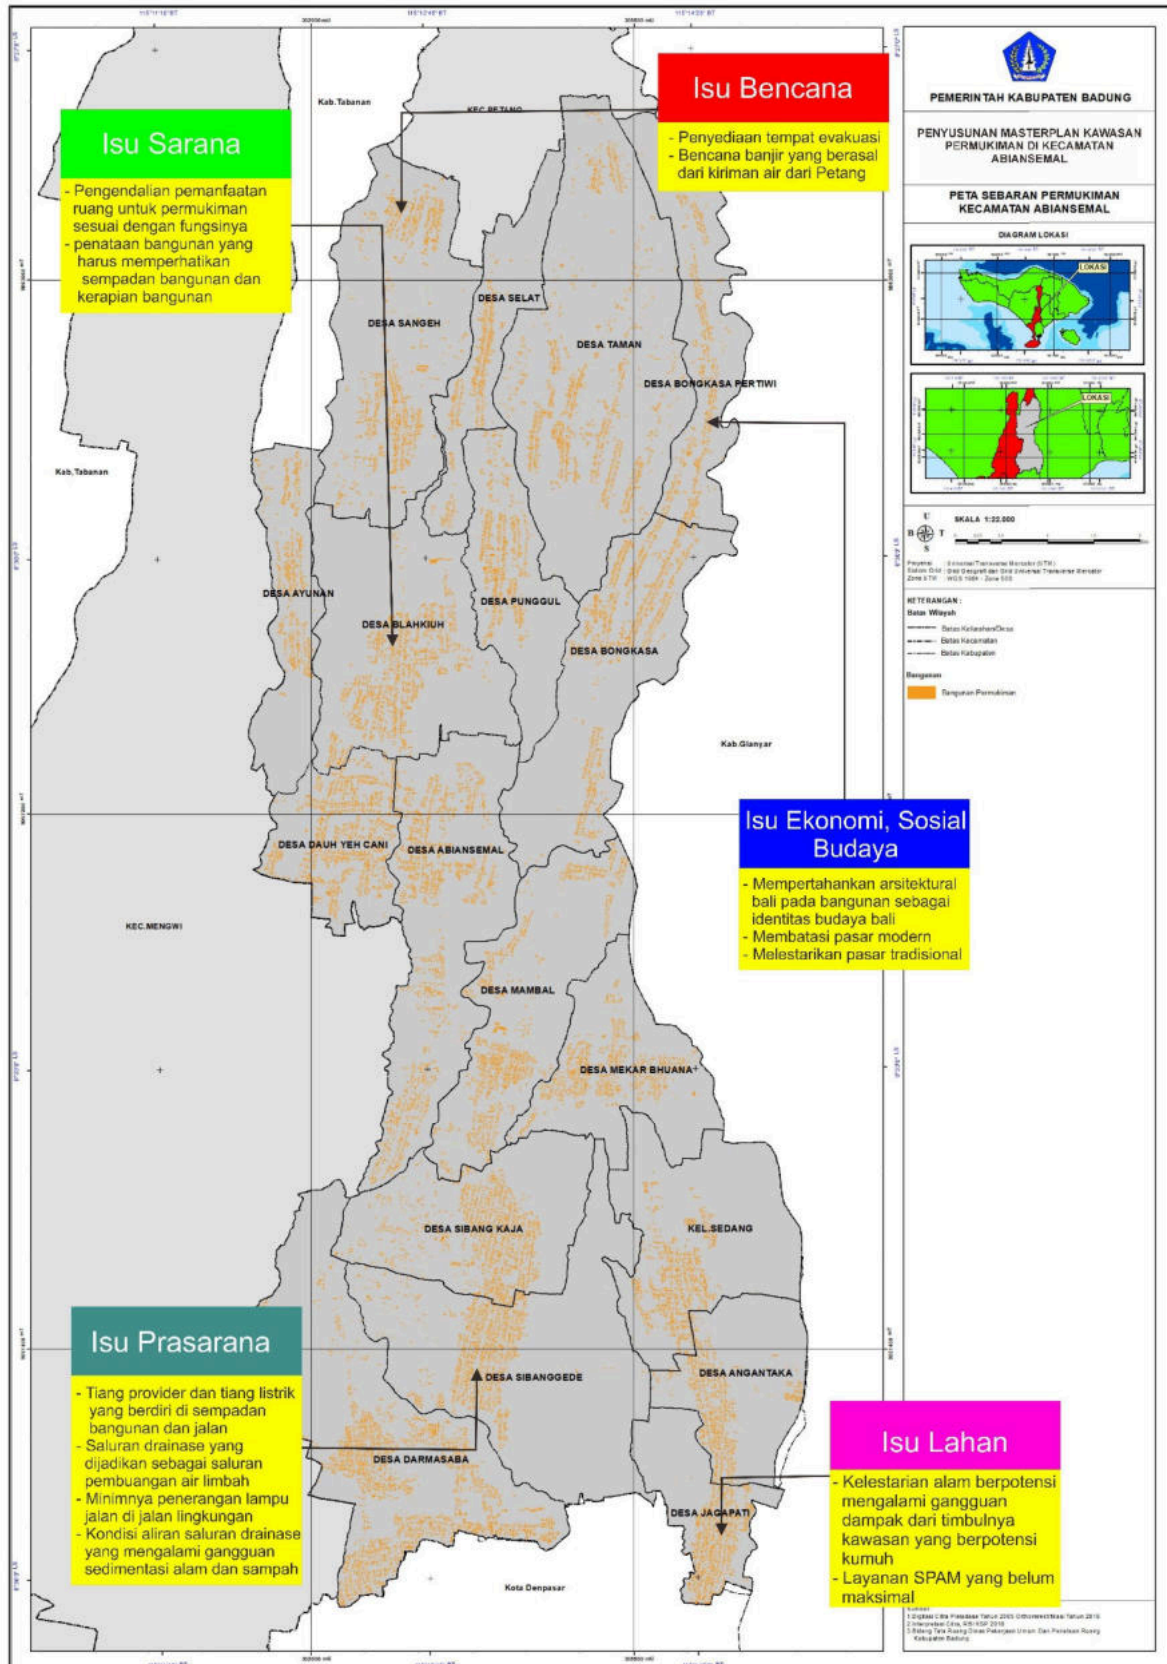 Isu Bencana
- Penyediaan tempat evakuasi
- Bencana banjir yang berasal
dari kiriman air dari Petang
Isu Sarana
- Pengendalian pemanfaatan
ruang untuk permukiman
sesuai dengan fungsinya
- penataan bangunan yang
harus memperhatikan
sempadan bangunan dan
kerapian bangunan
Kab.Tabanan
KEC.PETANG
DESA SELAT
DESA SANGEH
DESA TAMAN
DESA BONGKASA PERTIWI
Kab.Tabanan
DESA AYUNAN
DESA PUNGGUL
DESA BLAHKIUH
DESA BONGKASA
Kab.Gianyar
DESA DAUH YEH CANI
DESA ABIANSEMAL
KEC.MENGWI
Isu Ekonomi, Sosial
Budaya
- Mempertahankan arsitektural
bali pada bangunan sebagai
identitas budaya bali
- Membatasi pasar modern
- Melestarikan pasar tradisional
DESA MAMBAL
DESA MEKAR BHUANA
DESA SIBANG KAJA
KEL.SEDANG
Isu Prasarana
- Tiang provider dan tiang listrik
yang berdiri di sempadan
bangunan dan jalan
- Saluran drainase yang
dijadikan sebagai saluran
pembuangan air limbah
- Minimnya penerangan lampu
jalan di jalan lingkungan
- Kondisi aliran saluran drainase
yang mengalami gangguan
sedimentasi alam dan sampah
DESA SIBANGGEDE
DESA ANGANTAKA
DESA DARMASABA
DESA JAGAPATI
Kota Denpasar
Isu Lahan
- Kelestarian alam berpotensi
mengalami gangguan
dampak dari timbulnya
kawasan yang berpotensi
kumuh
- Layanan SPAM yang belum
maksimal
PEMERINTAH KABUPATEN BADUNG
PENYUSUNAN MASTERPLAN KAWASAN
PERMUKIMAN DI KECAMATAN
ABIANSEMAL
PETA SEBARAN PERMUKIMAN
KECAMATAN ABIANSEMAL
DIAGRAM LOKASI
LOKASI
LOKASI
U
B T
S
SKALA 1:22.000
KETERANGAN :
Batas Wilayah
Batas Kelurahan/Desa
Batas Kecamatan
Batas Kabupaten
Bangunan
Bangunan Permukiman